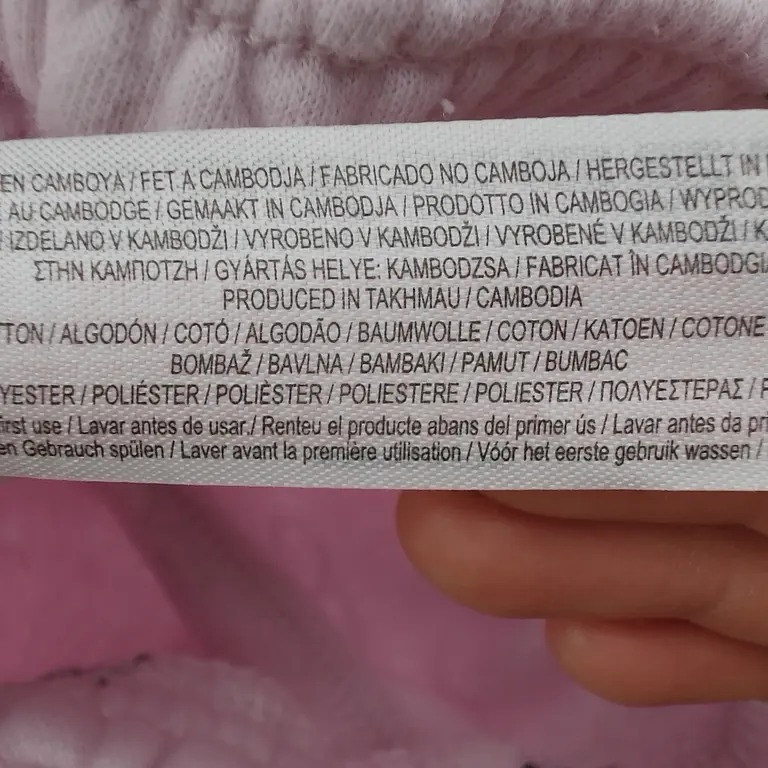 EN CAMBOYA / FET A CAMBODJA / FABRICADO NO CAMBOJA / HERGESTELLT IN
AU CAMBODGE / GEMAAKT IN CAMBODJA / PRODOTTO IN CAMBOGIA / WYPROD
/ IZDELANO V KAMBODŽI / VYROBENO V KAMBODŽI / VYROBENÉ V KAMBODŽI / K
ΣΤΗΝ ΚΑΜΠΟΤΖΗ / GYÁRTÁS HELYE: KAMBODZSA / FABRICAT ÎN CAMBODGIA
PRODUCED IN TAKHMAU / CAMBODIA
TTON / ALGODÓN / COTÓ / ALGODÃO / BAUMWOLLE / COTON / KATOEN / COTONE
BOMBAŽ / BAVLNA / BAMBAKI / PAMUT / BUMBAC
YESTER / POLIÉSTER / POLIÈSTER / POLIESTERE / POLIESTER / ΠΟΛΥΕΣΤΕΡΑΣ / P
irst use / Lavar antes de usar./ Renteu el producte abans del primer ús / Lavar antes da pri
en Gebrauch spülen / Laver avant la première utilisation / Vóór het eerste gebruik wassen /